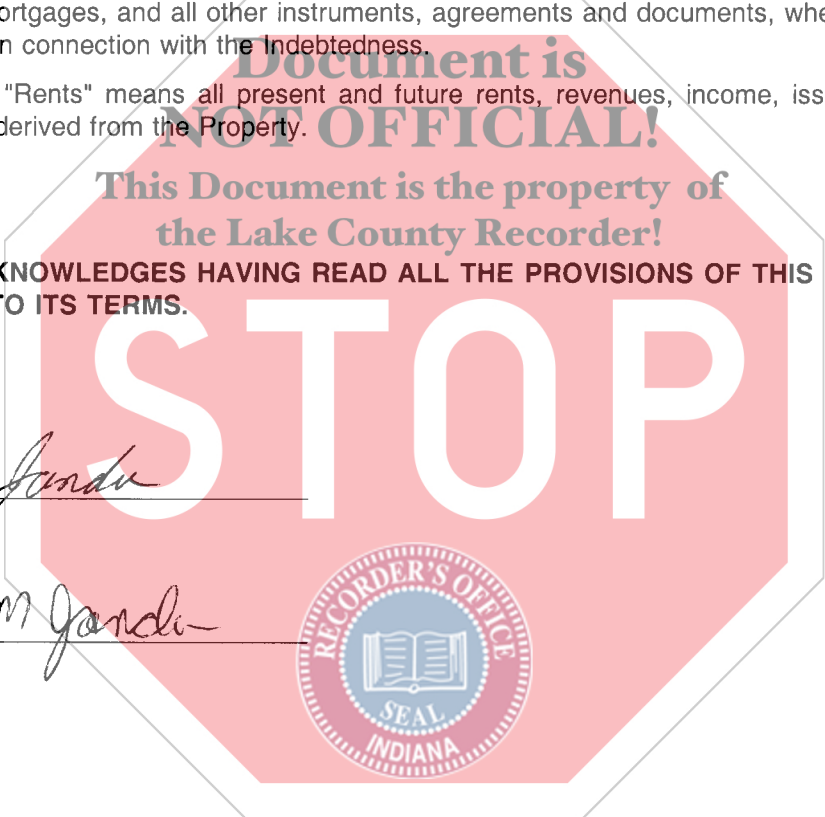 ortgages, and all other instruments, agreements and documents, whe
n connection with the Indebtedness.
Document is
"Rents" means all present and future rents, revenues, income, iss
derived from the Property.
NOT OFFICIAL!
This Document is the property of
the Lake County Recorder!
KNOWLEDGES HAVING READ ALL THE PROVISIONS OF THIS
TO ITS TERMS.
STOP
M
RECORDER'S OFFICE
SEAL
INDIANA